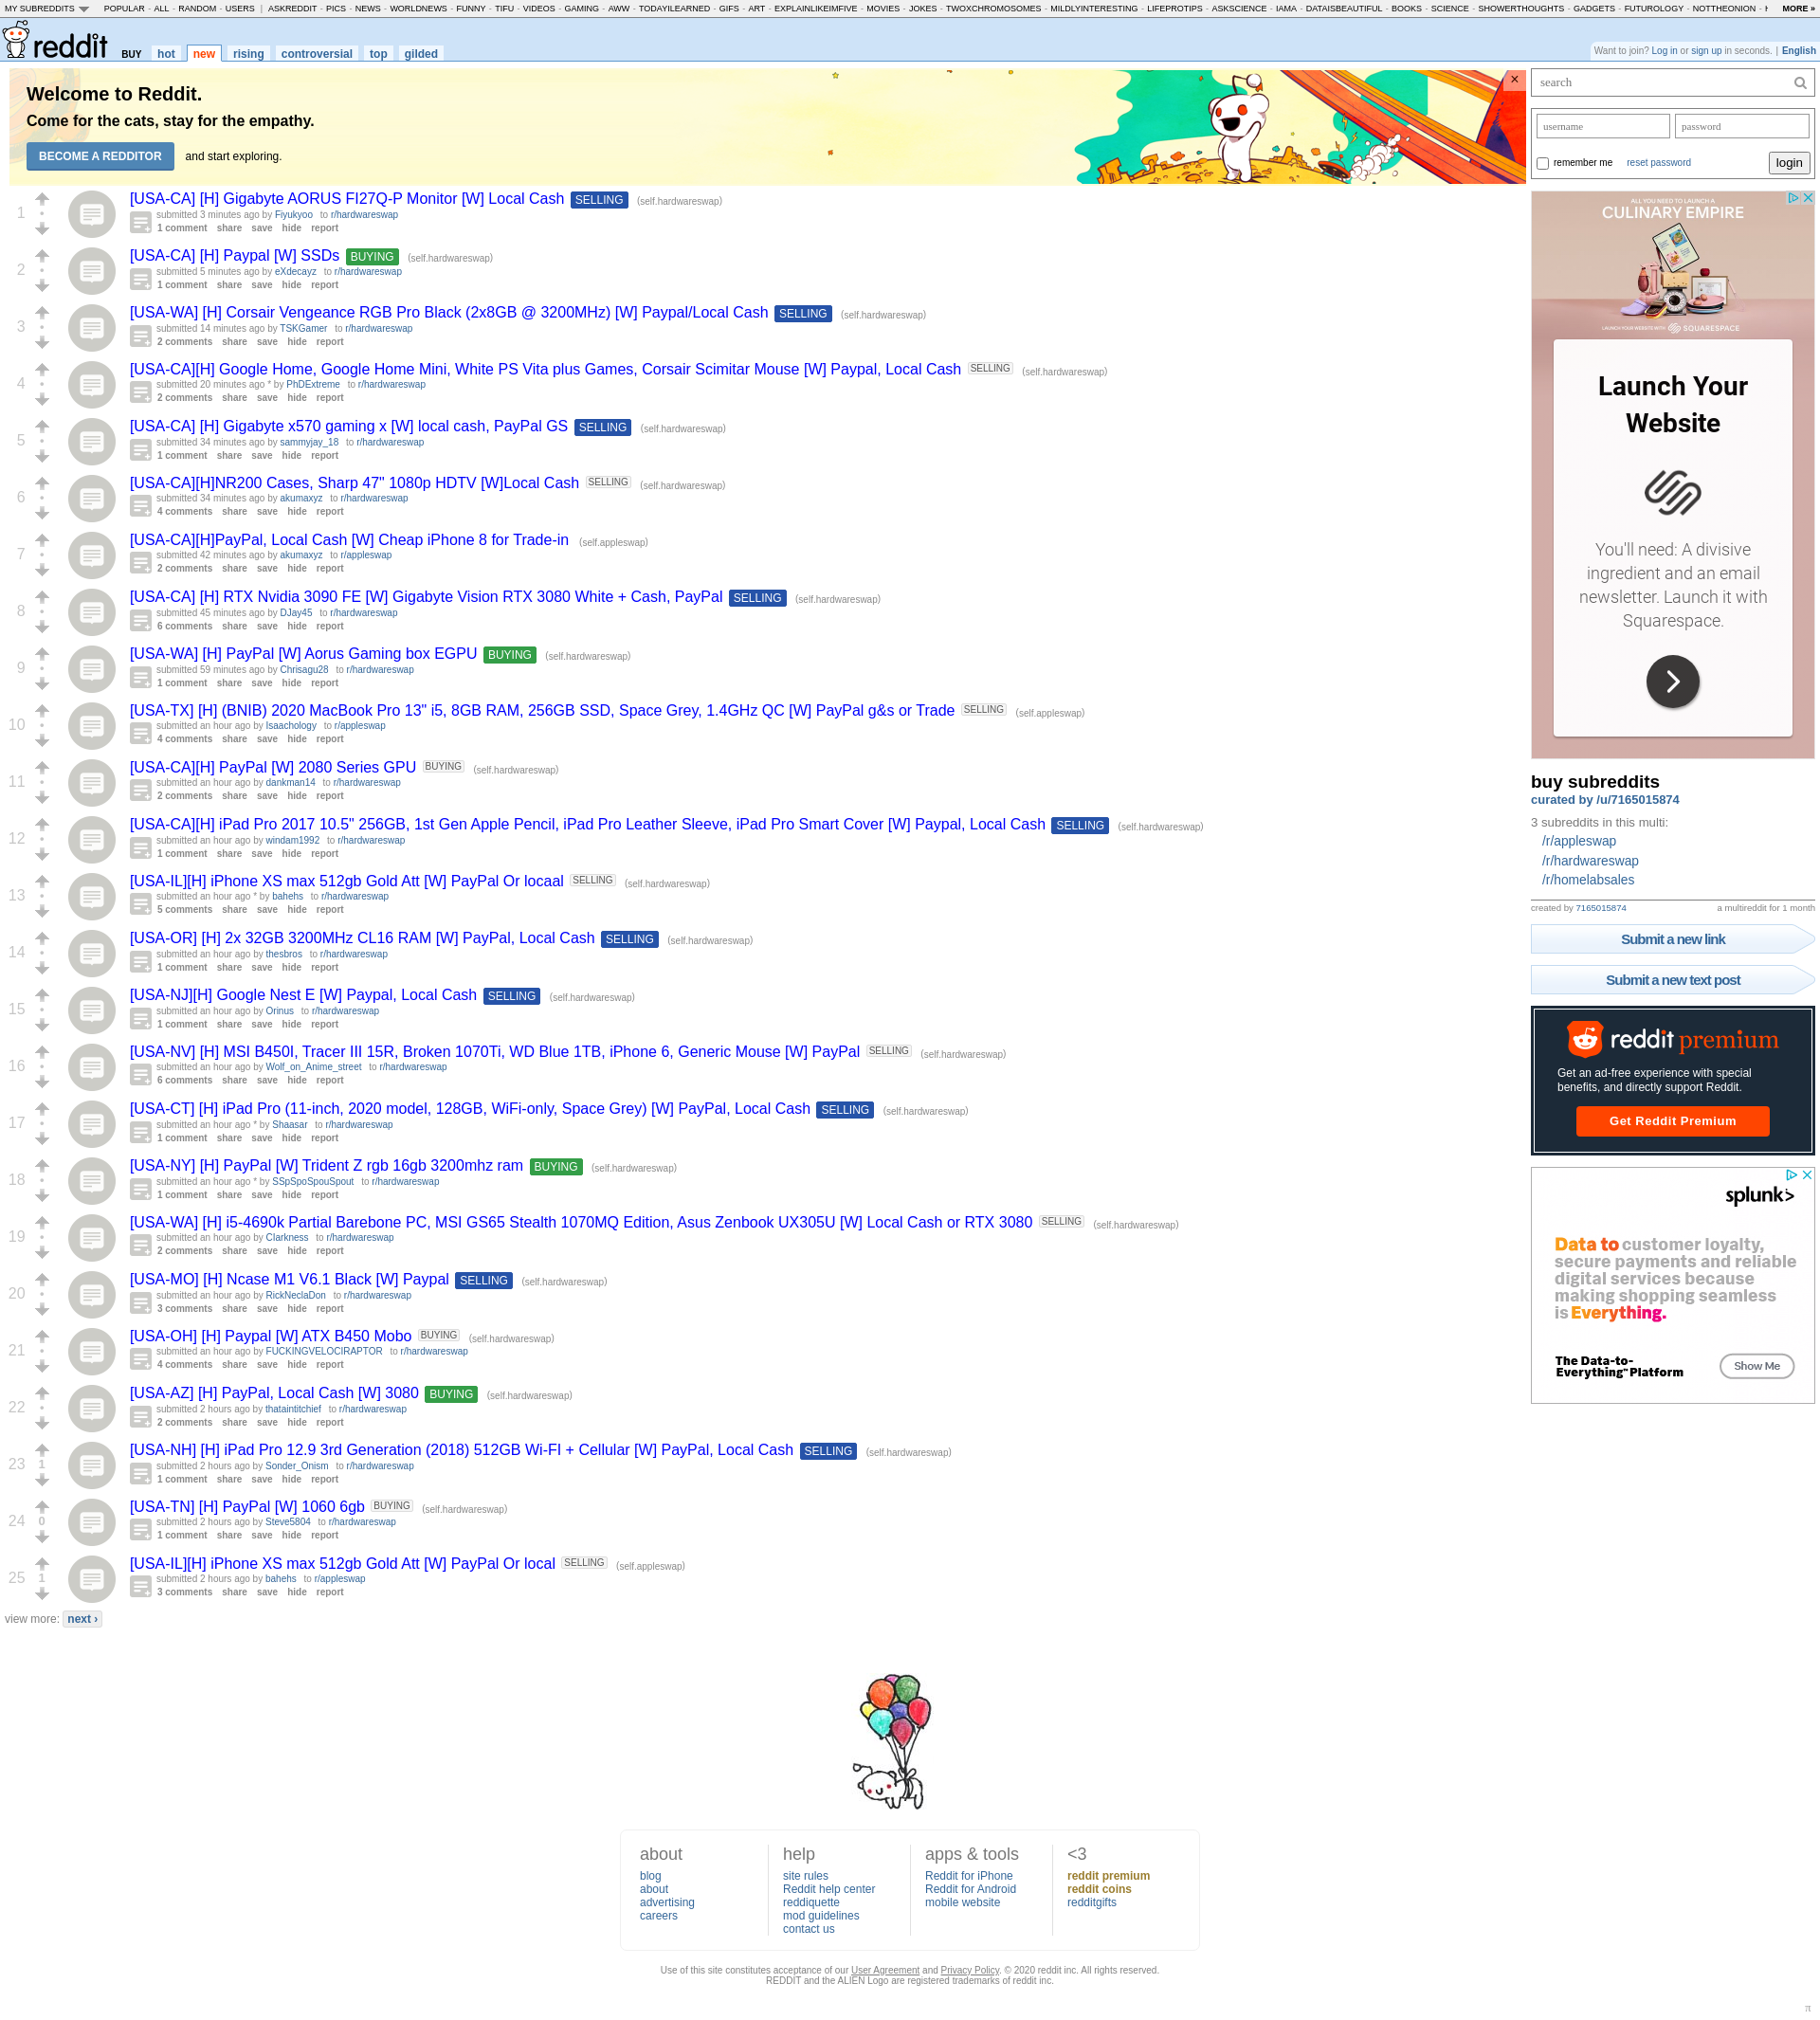 MY SUBREDDITS POPULAR - ALL - RANDOM - USERS | ASKREDDIT - PICS - NEWS - WORLDNEWS - FUNNY - TIFU - VIDEOS - GAMING - AWW - TODAYILEARNED - GIFS - ART - EXPLAINLIKEIMFIVE - MOVIES - JOKES - TWOXCHROMOSOMES - MILDLYINTERESTING - LIFEPROTIPS - ASKSCIENCE - IAMA - DATAISBEAUTIFUL - BOOKS - SCIENCE - SHOWERTHOUGHTS - GADGETS - FUTUROLOGY - NOTTHEONION - MORE »
reddit BUY hot new rising controversial top gilded
Want to join? Log in or sign up in seconds. | English
Welcome to Reddit.
Come for the cats, stay for the empathy.
BECOME A REDDITOR and start exploring.
×
1
[USA-CA] [H] Gigabyte AORUS FI27Q-P Monitor [W] Local Cash SELLING (self.hardwareswap)
submitted 3 minutes ago by Fiyukyoo to r/hardwareswap
1 comment share save hide report
2
[USA-CA] [H] Paypal [W] SSDs BUYING (self.hardwareswap)
submitted 5 minutes ago by eXdecayz to r/hardwareswap
1 comment share save hide report
3
[USA-WA] [H] Corsair Vengeance RGB Pro Black (2x8GB @ 3200MHz) [W] Paypal/Local Cash SELLING (self.hardwareswap)
submitted 14 minutes ago by TSKGamer to r/hardwareswap
2 comments share save hide report
4
[USA-CA][H] Google Home, Google Home Mini, White PS Vita plus Games, Corsair Scimitar Mouse [W] Paypal, Local Cash SELLING (self.hardwareswap)
submitted 20 minutes ago * by PhDExtreme to r/hardwareswap
2 comments share save hide report
5
[USA-CA] [H] Gigabyte x570 gaming x [W] local cash, PayPal GS SELLING (self.hardwareswap)
submitted 34 minutes ago by sammyjay_18 to r/hardwareswap
1 comment share save hide report
6
[USA-CA][H]NR200 Cases, Sharp 47" 1080p HDTV [W]Local Cash SELLING (self.hardwareswap)
submitted 34 minutes ago by akumaxyz to r/hardwareswap
4 comments share save hide report
7
[USA-CA][H]PayPal, Local Cash [W] Cheap iPhone 8 for Trade-in (self.appleswap)
submitted 42 minutes ago by akumaxyz to r/appleswap
2 comments share save hide report
8
[USA-CA] [H] RTX Nvidia 3090 FE [W] Gigabyte Vision RTX 3080 White + Cash, PayPal SELLING (self.hardwareswap)
submitted 45 minutes ago by DJay45 to r/hardwareswap
6 comments share save hide report
9
[USA-WA] [H] PayPal [W] Aorus Gaming box EGPU BUYING (self.hardwareswap)
submitted 59 minutes ago by Chrisagu28 to r/hardwareswap
1 comment share save hide report
10
[USA-TX] [H] (BNIB) 2020 MacBook Pro 13" i5, 8GB RAM, 256GB SSD, Space Grey, 1.4GHz QC [W] PayPal g&s or Trade SELLING (self.appleswap)
submitted an hour ago by Isaachology to r/appleswap
4 comments share save hide report
11
[USA-CA][H] PayPal [W] 2080 Series GPU BUYING (self.hardwareswap)
submitted an hour ago by dankman14 to r/hardwareswap
2 comments share save hide report
12
[USA-CA][H] iPad Pro 2017 10.5" 256GB, 1st Gen Apple Pencil, iPad Pro Leather Sleeve, iPad Pro Smart Cover [W] Paypal, Local Cash SELLING (self.hardwareswap)
submitted an hour ago by windam1992 to r/hardwareswap
1 comment share save hide report
13
[USA-IL][H] iPhone XS max 512gb Gold Att [W] PayPal Or locaal SELLING (self.hardwareswap)
submitted an hour ago * by bahehs to r/hardwareswap
5 comments share save hide report
14
[USA-OR] [H] 2x 32GB 3200MHz CL16 RAM [W] PayPal, Local Cash SELLING (self.hardwareswap)
submitted an hour ago by thesbros to r/hardwareswap
1 comment share save hide report
15
[USA-NJ][H] Google Nest E [W] Paypal, Local Cash SELLING (self.hardwareswap)
submitted an hour ago by Orinus to r/hardwareswap
1 comment share save hide report
16
[USA-NV] [H] MSI B450I, Tracer III 15R, Broken 1070Ti, WD Blue 1TB, iPhone 6, Generic Mouse [W] PayPal SELLING (self.hardwareswap)
submitted an hour ago by Wolf_on_Anime_street to r/hardwareswap
6 comments share save hide report
17
[USA-CT] [H] iPad Pro (11-inch, 2020 model, 128GB, WiFi-only, Space Grey) [W] PayPal, Local Cash SELLING (self.hardwareswap)
submitted an hour ago * by Shaasar to r/hardwareswap
1 comment share save hide report
18
[USA-NY] [H] PayPal [W] Trident Z rgb 16gb 3200mhz ram BUYING (self.hardwareswap)
submitted an hour ago * by SSpSpoSpouSpout to r/hardwareswap
1 comment share save hide report
19
[USA-WA] [H] i5-4690k Partial Barebone PC, MSI GS65 Stealth 1070MQ Edition, Asus Zenbook UX305U [W] Local Cash or RTX 3080 SELLING (self.hardwareswap)
submitted an hour ago by Clarkness to r/hardwareswap
2 comments share save hide report
20
[USA-MO] [H] Ncase M1 V6.1 Black [W] Paypal SELLING (self.hardwareswap)
submitted an hour ago by RickNeclaDon to r/hardwareswap
3 comments share save hide report
21
[USA-OH] [H] Paypal [W] ATX B450 Mobo BUYING (self.hardwareswap)
submitted an hour ago by FUCKINGVELOCIRAPTOR to r/hardwareswap
4 comments share save hide report
22
[USA-AZ] [H] PayPal, Local Cash [W] 3080 BUYING (self.hardwareswap)
submitted 2 hours ago by thataintitchief to r/hardwareswap
2 comments share save hide report
23 1
[USA-NH] [H] iPad Pro 12.9 3rd Generation (2018) 512GB Wi-FI + Cellular [W] PayPal, Local Cash SELLING (self.hardwareswap)
submitted 2 hours ago by Sonder_Onism to r/hardwareswap
1 comment share save hide report
24 0
[USA-TN] [H] PayPal [W] 1060 6gb BUYING (self.hardwareswap)
submitted 2 hours ago by Steve5804 to r/hardwareswap
1 comment share save hide report
25 1
[USA-IL][H] iPhone XS max 512gb Gold Att [W] PayPal Or local SELLING (self.appleswap)
submitted 2 hours ago by bahehs to r/appleswap
3 comments share save hide report
view more: next ›
search
username password
remember me reset password login
ALL YOU NEED TO LAUNCH A
CULINARY EMPIRE
LAUNCH YOUR WEBSITE WITH SQUARESPACE
Launch Your
Website
You'll need: A divisive
ingredient and an email
newsletter. Launch it with
Squarespace.
buy subreddits
curated by /u/7165015874
3 subreddits in this multi:
/r/appleswap
/r/hardwareswap
/r/homelabsales
created by 7165015874 a multireddit for 1 month
Submit a new link
Submit a new text post
reddit premium
Get an ad-free experience with special
benefits, and directly support Reddit.
Get Reddit Premium
splunk>
Data to customer loyalty,
secure payments and reliable
digital services because
making shopping seamless
is Everything.
The Data-to-
Everything™ Platform
Show Me
about
blog
about
advertising
careers
help
site rules
Reddit help center
reddiquette
mod guidelines
contact us
apps & tools
Reddit for iPhone
Reddit for Android
mobile website
<3
reddit premium
reddit coins
redditgifts
Use of this site constitutes acceptance of our User Agreement and Privacy Policy. © 2020 reddit inc. All rights reserved.
REDDIT and the ALIEN Logo are registered trademarks of reddit inc.
π